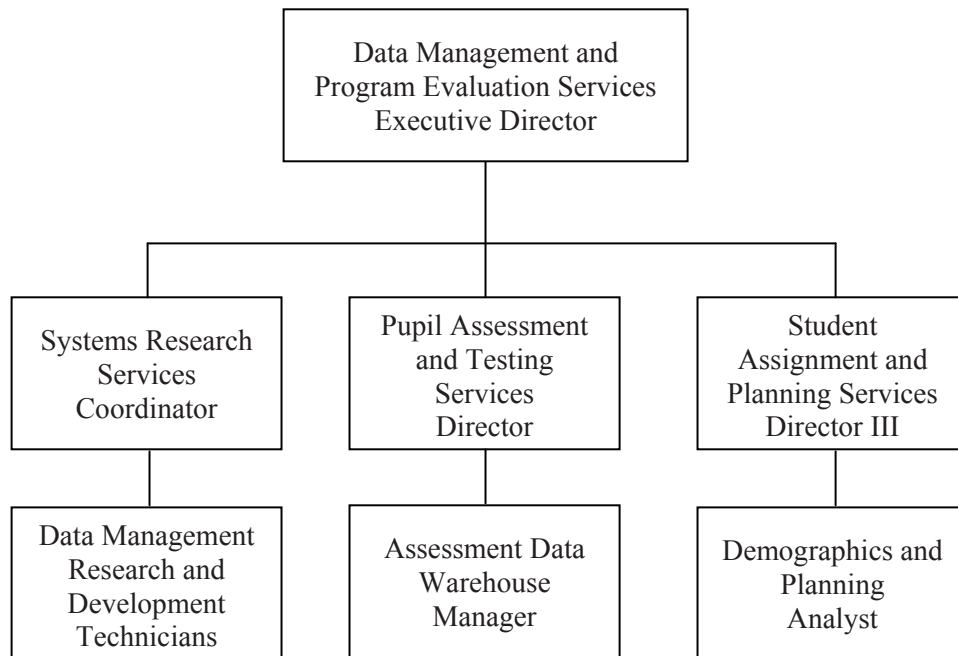 Data Management and
Program Evaluation Services
Executive Director
Systems Research
Services
Coordinator
Pupil Assessment
and Testing
Services
Director
Student
Assignment and
Planning Services
Director III
Data Management
Research and
Development
Technicians
Assessment Data
Warehouse
Manager
Demographics and
Planning
Analyst